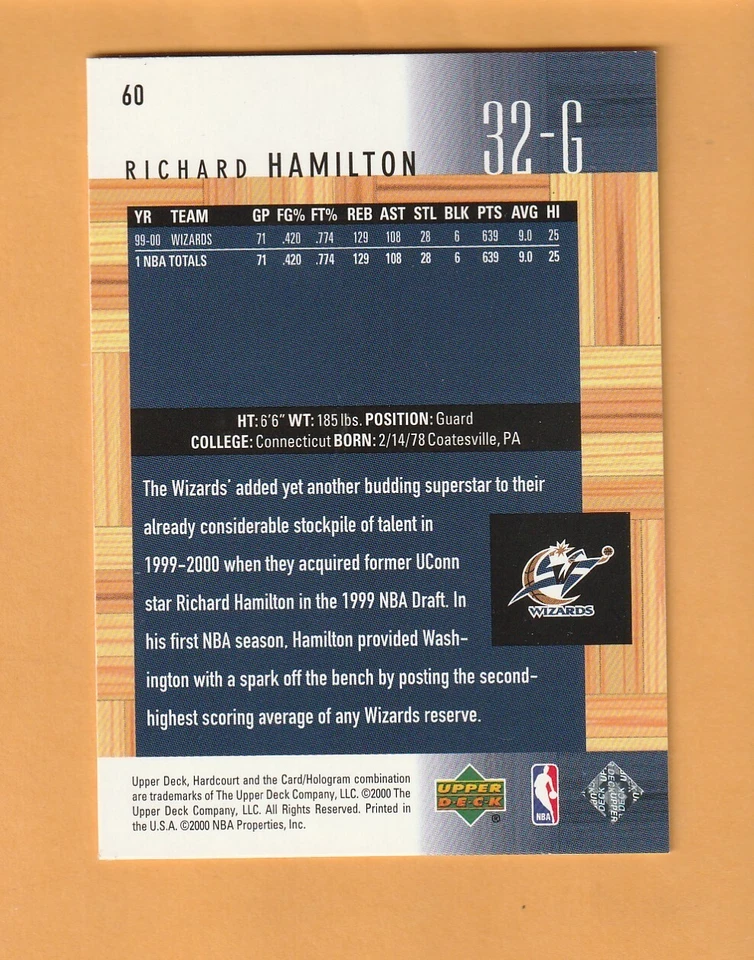 60
32-G
RICHARD HAMILTON
YR TEAM GP FG% FT% REB AST STL BLK PTS AVG HI
99-00 WIZARDS 71 .420 .774 129 108 28 6 639 9.0 25
1 NBA TOTALS 71 .420 .774 129 108 28 6 639 9.0 25
HT: 6'6" WT: 185 lbs. POSITION: Guard
COLLEGE: Connecticut BORN: 2/14/78 Coatesville, PA
The Wizards' added yet another budding superstar to their
already considerable stockpile of talent in
1999-2000 when they acquired former UConn
star Richard Hamilton in the 1999 NBA Draft. In
his first NBA season, Hamilton provided Wash-
ington with a spark off the bench by posting the second-
highest scoring average of any Wizards reserve.
WIZARDS
Upper Deck, Hardcourt and the Card/Hologram combination
are trademarks of The Upper Deck Company, LLC. ©2000 The
Upper Deck Company, LLC. All Rights Reserved. Printed in
the U.S.A. ©2000 NBA Properties, Inc.
UPPER
DECK
®
NBA